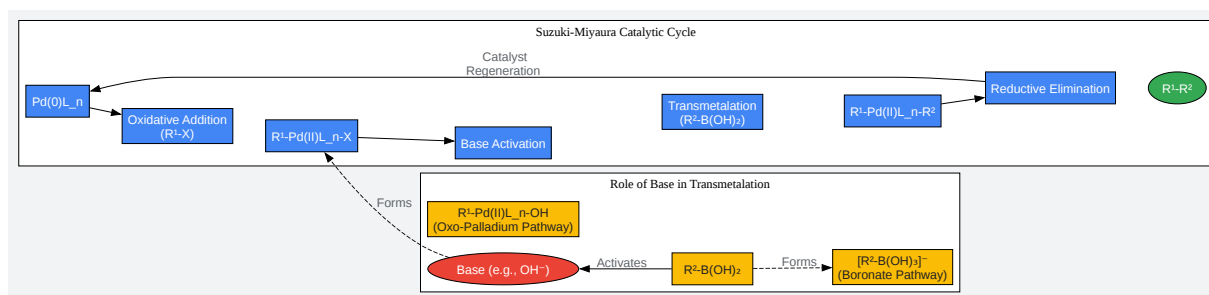 Suzuki-Miyaura Catalytic Cycle
Catalyst
Regeneration
Pd(0)L_n
Oxidative Addition
(R¹-X)
R¹-Pd(II)L_n-X
Base Activation
Transmetalation
(R²-B(OH)₂)
R¹-Pd(II)L_n-R²
Reductive Elimination
R¹-R²
Role of Base in Transmetalation
Forms
R¹-Pd(II)L_n-OH
(Oxo-Palladium Pathway)
Base (e.g., OH⁻)
Activates
R²-B(OH)₂
Forms
[R²-B(OH)₃]⁻
(Boronate Pathway)